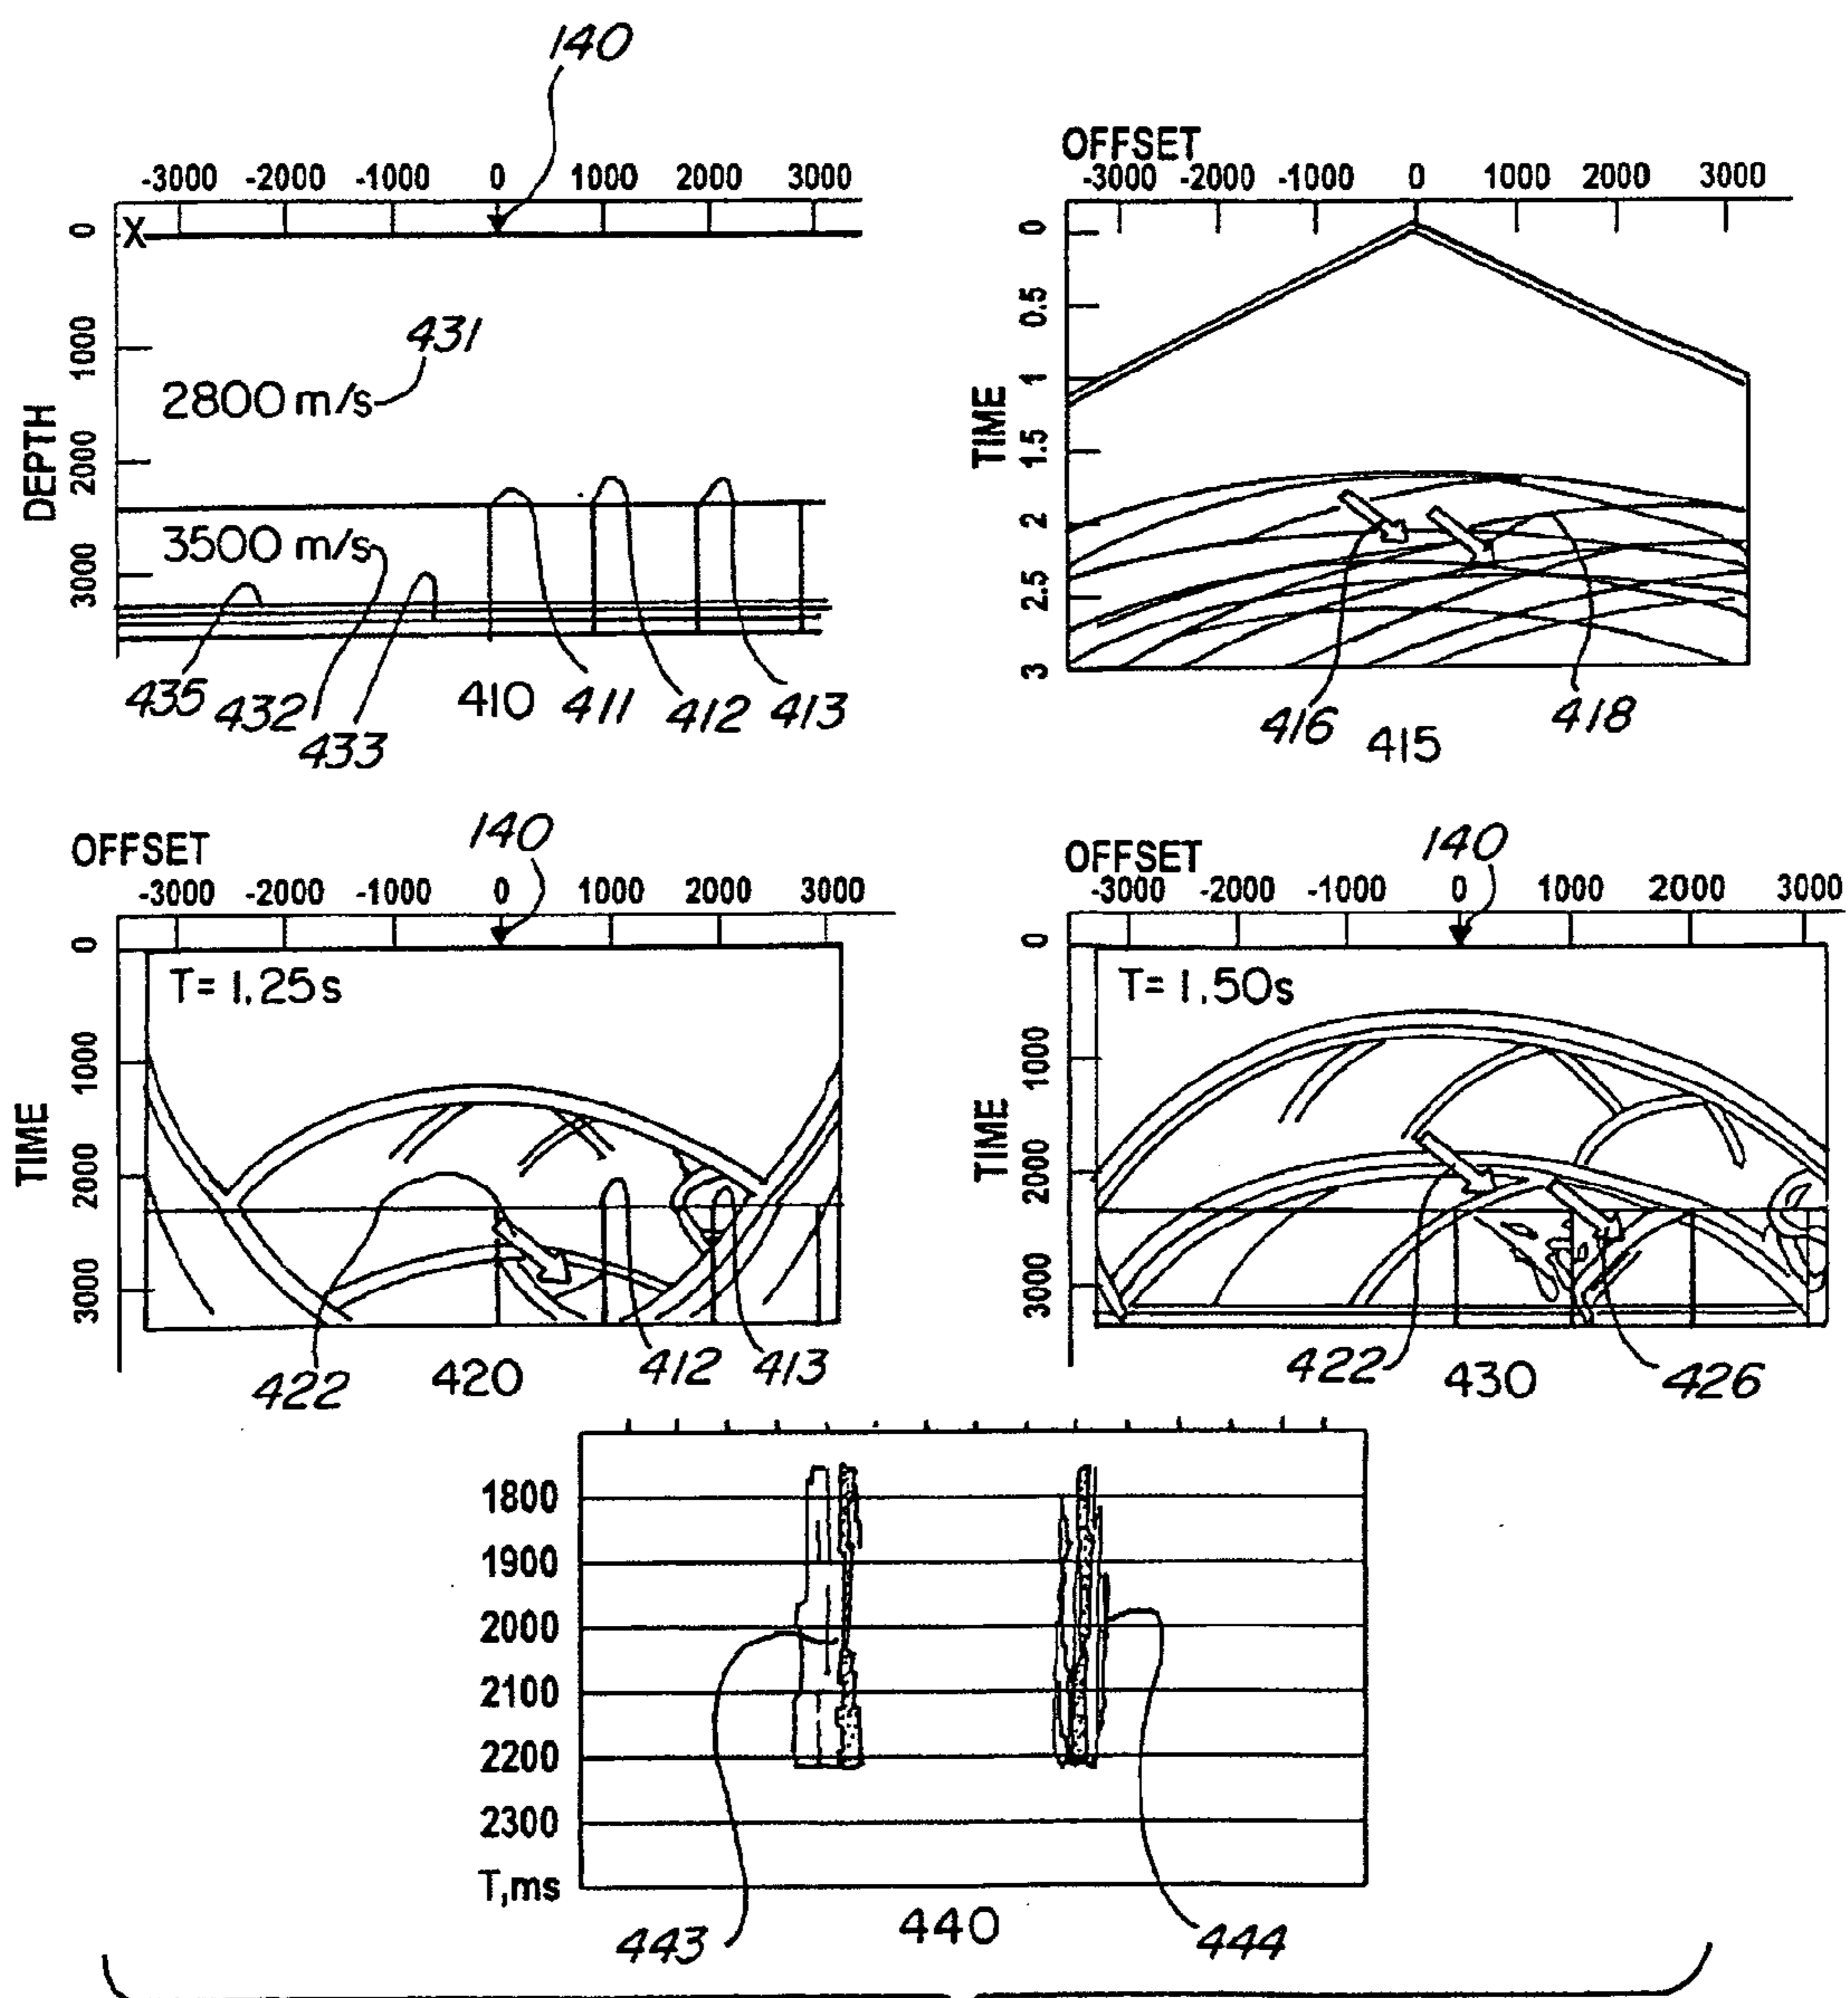 140
-3000 -2000 -1000 0 1000 2000 3000
0
X
1000
431
2800 m/s
DEPTH
2000
3500 m/s
3000
435 432 433 410 411 412 413
OFFSET
-3000 -2000 -1000 0 1000 2000 3000
0
0.5
1
TIME
1.5
2
2.5
3
416 415 418
OFFSET
140
-3000 -2000 -1000 0 1000 2000 3000
0
T= 1.25s
1000
TIME
2000
3000
422 420 412 413
OFFSET
140
-3000 -2000 -1000 0 1000 2000 3000
0
T= 1.50s
1000
TIME
2000
3000
422 430 426
1800
1900
2000
2100
2200
2300
T,ms
443 440 444